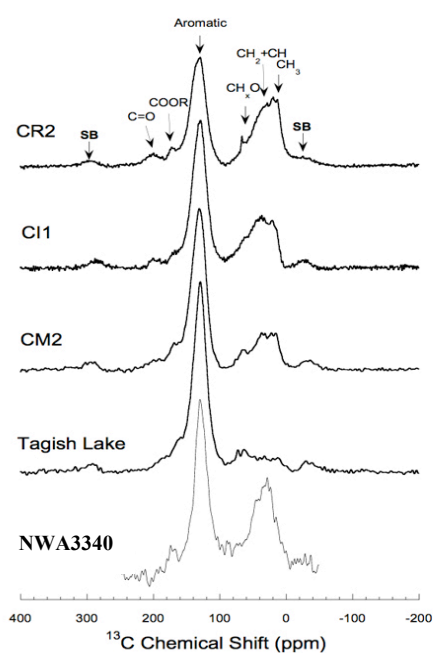 Aromatic
CH2+CH
CH3
CHxO
COOR
C=O
SB
SB
CR2
CI1
CM2
Tagish Lake
NWA3340
400 300 200 100 0 -100 -200
13C Chemical Shift (ppm)